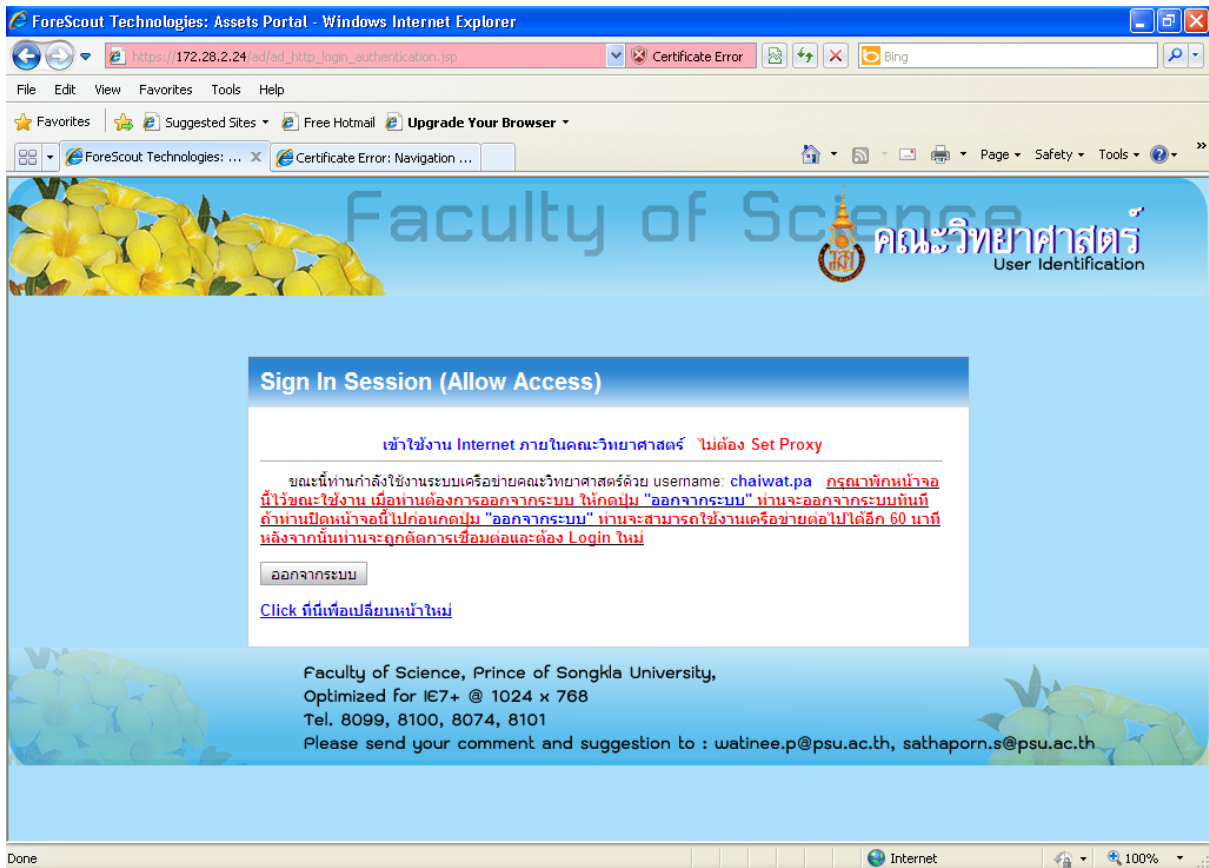 ForeScout Technologies: Assets Portal - Windows Internet Explorer
https://172.28.2.24/ad/ad_http_login_authentication.jsp
Certificate Error
Bing
File Edit View Favorites Tools Help
Favorites Suggested Sites Free Hotmail Upgrade Your Browser
ForeScout Technologies: ... Certificate Error: Navigation ... Page Safety Tools »
Faculty of Science
คณะวิทยาศาสตร์
User Identification
Sign In Session (Allow Access)
เข้าใช้งาน Internet ภายในคณะวิทยาศาสตร์ ไม่ต้อง Set Proxy
ขณะนี้ท่านกำลังใช้งานระบบเครือข่ายคณะวิทยาศาสตร์ด้วย username: chaiwat.pa กรุณาพักหน้าจอ
นี้ไว้ขณะใช้งาน เมื่อท่านต้องการออกจากระบบ ให้กดปุ่ม "ออกจากระบบ" ท่านจะออกจากระบบทันที
ถ้าท่านปิดหน้าจอนี้ไปก่อนกดปุ่ม "ออกจากระบบ" ท่านจะสามารถใช้งานเครือข่ายต่อไปได้อีก 60 นาที
หลังจากนั้นท่านจะถูกตัดการเชื่อมต่อและต้อง Login ใหม่
ออกจากระบบ
Click ที่นี่เพื่อเปลี่ยนหน้าใหม่
Faculty of Science, Prince of Songkla University,
Optimized for IE7+ @ 1024 x 768
Tel. 8099, 8100, 8074, 8101
Please send your comment and suggestion to : watinee.p@psu.ac.th, sathaporn.s@psu.ac.th
Done Internet 100%